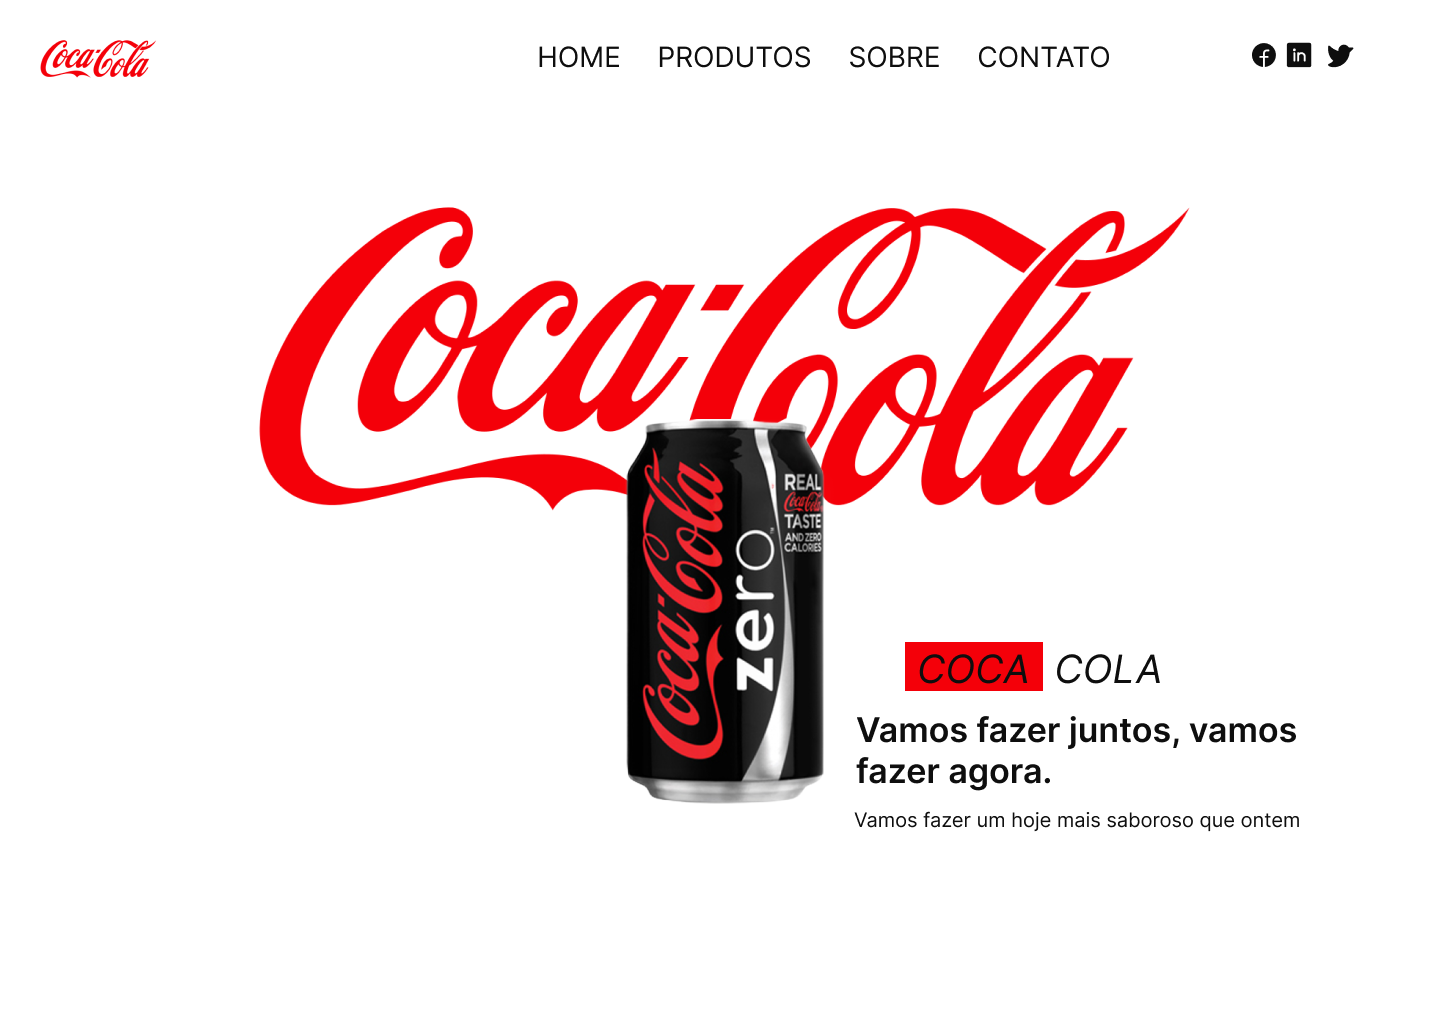 Coca-Cola
HOME PRODUTOS SOBRE CONTATO
Coca-Cola
Coca-Cola
zero™
REAL
Coca-Cola
TASTE
AND ZERO
CALORIES
COCA COLA
Vamos fazer juntos, vamos
fazer agora.
Vamos fazer um hoje mais saboroso que ontem